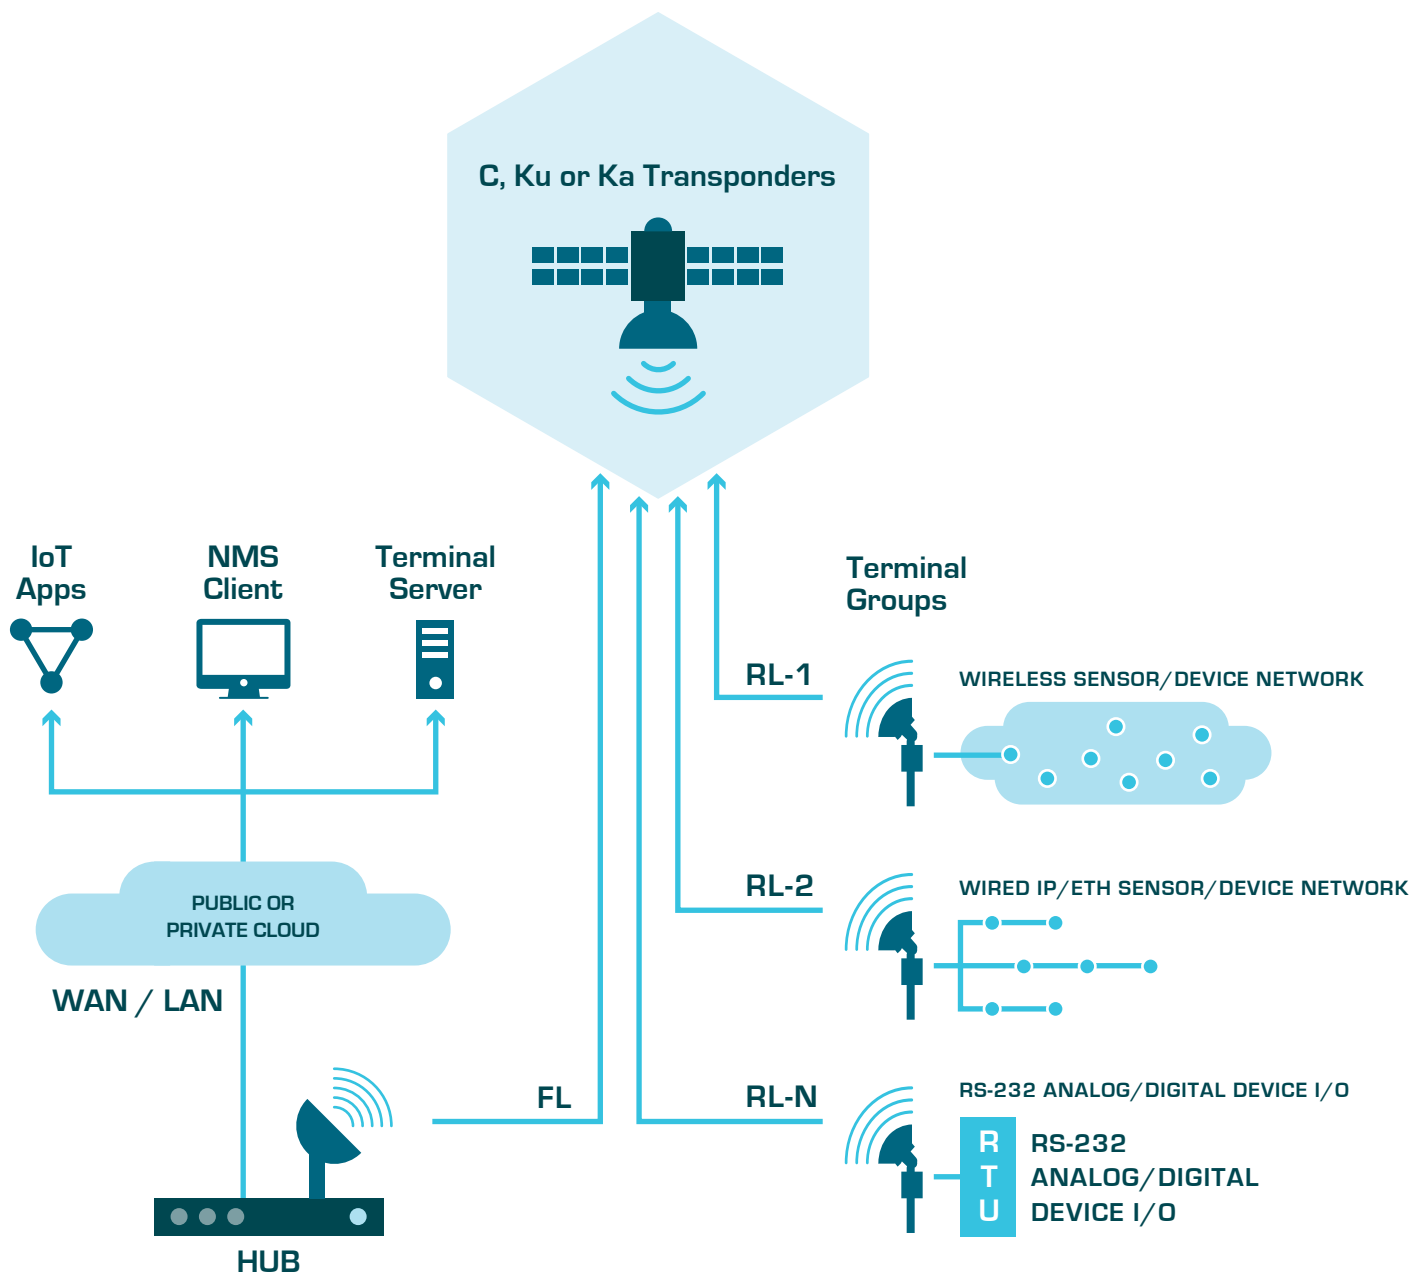 C, Ku or Ka Transponders
IoT
Apps
NMS
Client
Terminal
Server
Terminal
Groups
RL-1
WIRELESS SENSOR/DEVICE NETWORK
RL-2
WIRED IP/ETH SENSOR/DEVICE NETWORK
PUBLIC OR
PRIVATE CLOUD
WAN / LAN
FL
RL-N
RS-232 ANALOG/DIGITAL DEVICE I/O
R
T
U
RS-232
ANALOG/DIGITAL
DEVICE I/O
HUB